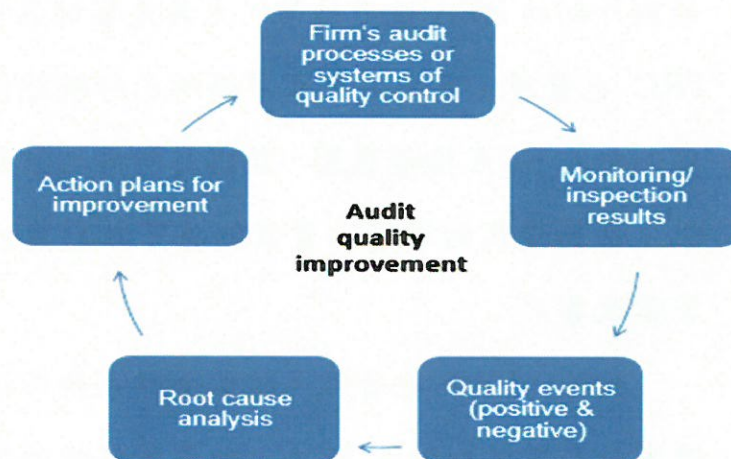 Firm's audit
processes or
systems of
quality control
Monitoring/
inspection
results
Quality events
(positive &
negative)
Root cause
analysis
Action plans for
improvement
Audit
quality
improvement